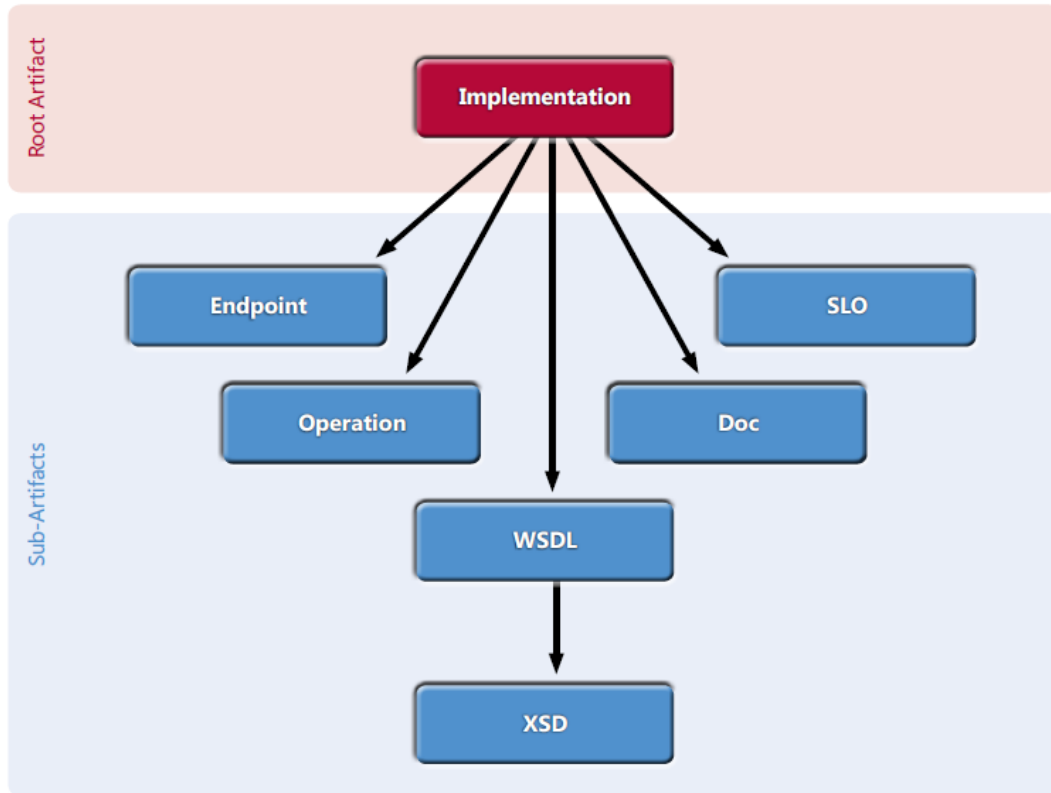 Root Artifact
Implementation
Sub-Artifacts
Endpoint
SLO
Operation
Doc
WSDL
XSD